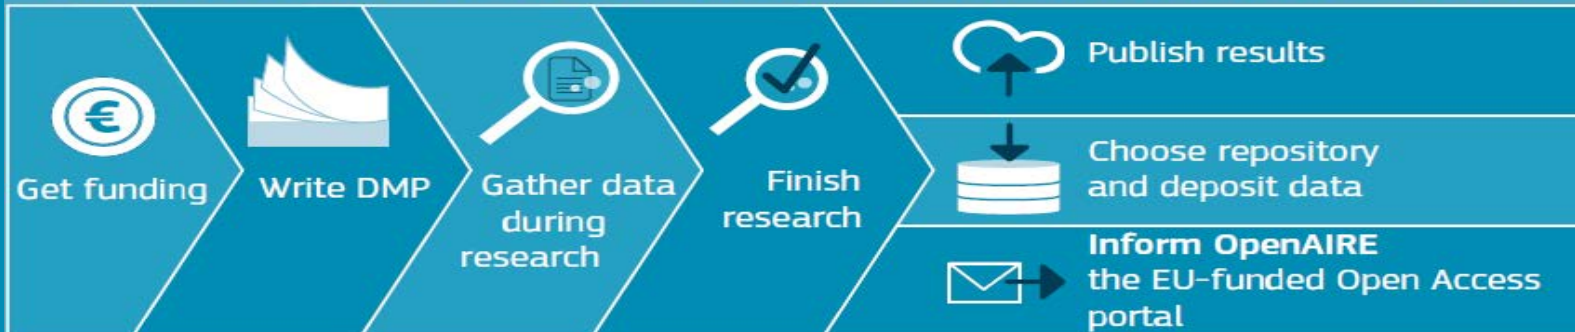 €
Get funding
Write DMP
Gather data
during
research
Finish
research
Publish results
Choose repository
and deposit data
Inform OpenAIRE
the EU-funded Open Access
portal